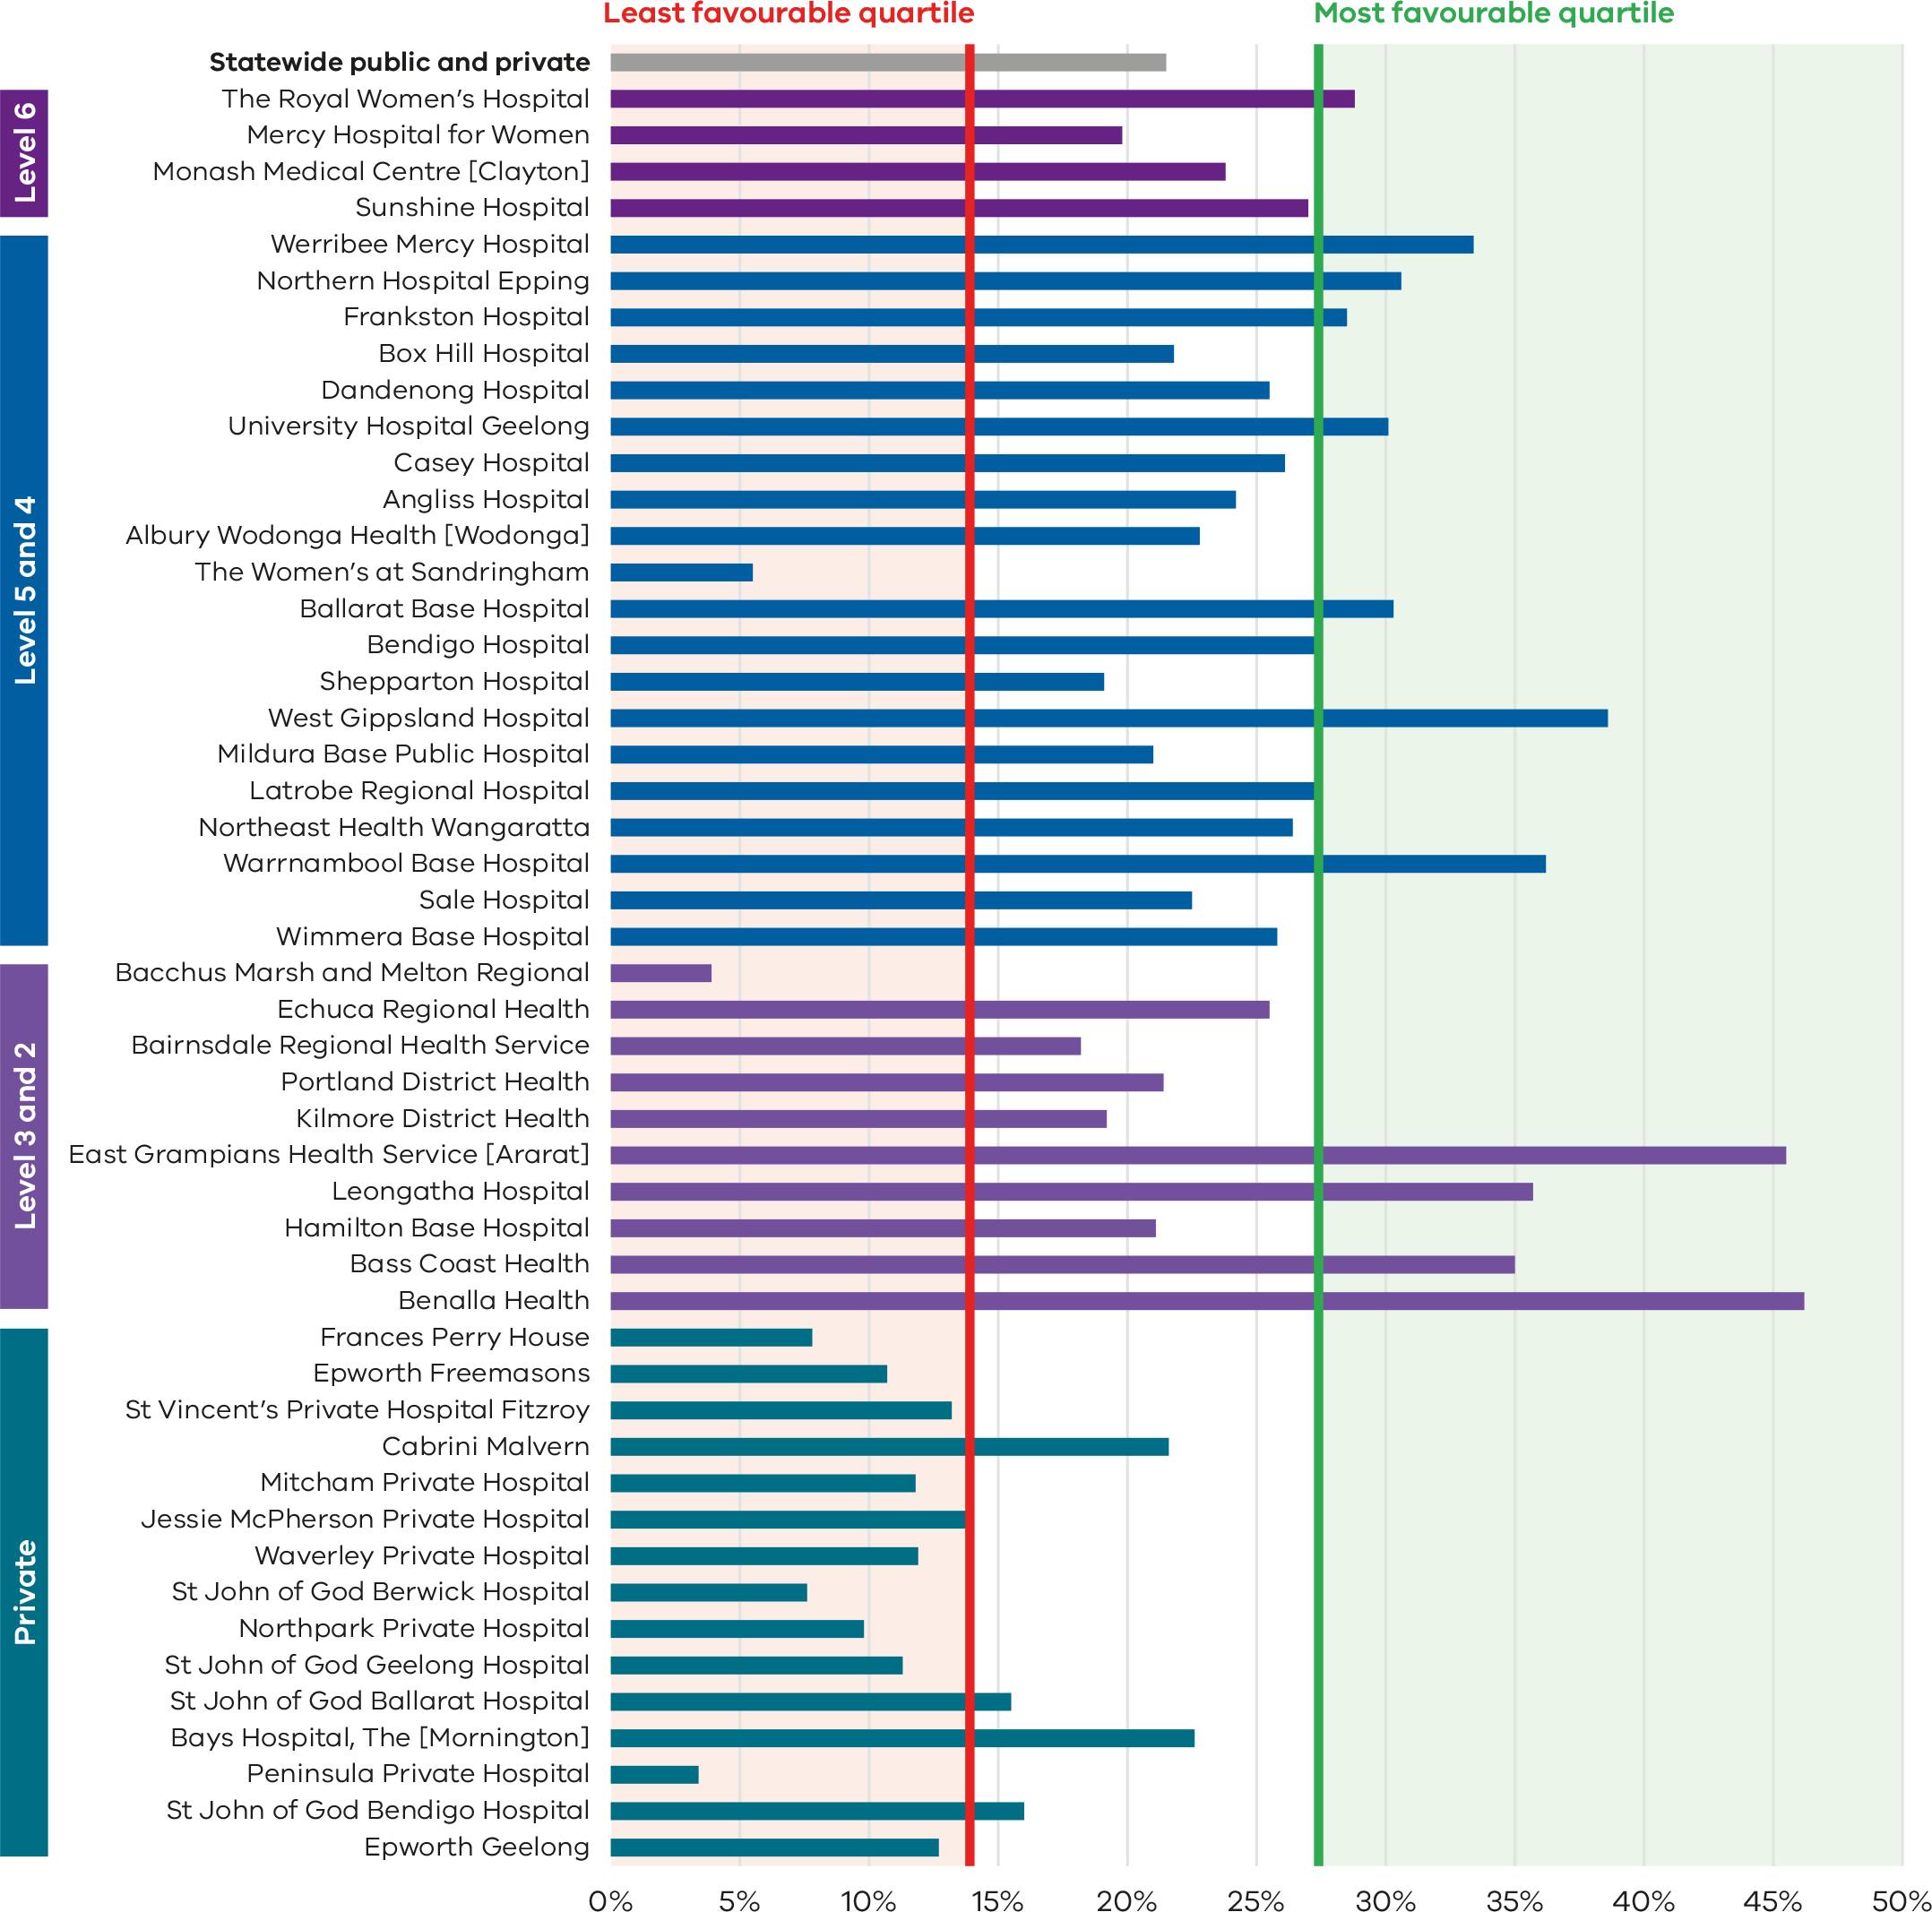 Least favourable quartile
Most favourable quartile
Statewide public and private
Level 6
The Royal Women’s Hospital
Mercy Hospital for Women
Monash Medical Centre [Clayton]
Sunshine Hospital
Level 5 and 4
Werribee Mercy Hospital
Northern Hospital Epping
Frankston Hospital
Box Hill Hospital
Dandenong Hospital
University Hospital Geelong
Casey Hospital
Angliss Hospital
Albury Wodonga Health [Wodonga]
The Women’s at Sandringham
Ballarat Base Hospital
Bendigo Hospital
Shepparton Hospital
West Gippsland Hospital
Mildura Base Public Hospital
Latrobe Regional Hospital
Northeast Health Wangaratta
Warrnambool Base Hospital
Sale Hospital
Wimmera Base Hospital
Level 3 and 2
Bacchus Marsh and Melton Regional
Echuca Regional Health
Bairnsdale Regional Health Service
Portland District Health
Kilmore District Health
East Grampians Health Service [Ararat]
Leongatha Hospital
Hamilton Base Hospital
Bass Coast Health
Benalla Health
Private
Frances Perry House
Epworth Freemasons
St Vincent’s Private Hospital Fitzroy
Cabrini Malvern
Mitcham Private Hospital
Jessie McPherson Private Hospital
Waverley Private Hospital
St John of God Berwick Hospital
Northpark Private Hospital
St John of God Geelong Hospital
St John of God Ballarat Hospital
Bays Hospital, The [Mornington]
Peninsula Private Hospital
St John of God Bendigo Hospital
Epworth Geelong
0% 5% 10% 15% 20% 25% 30% 35% 40% 45% 50%